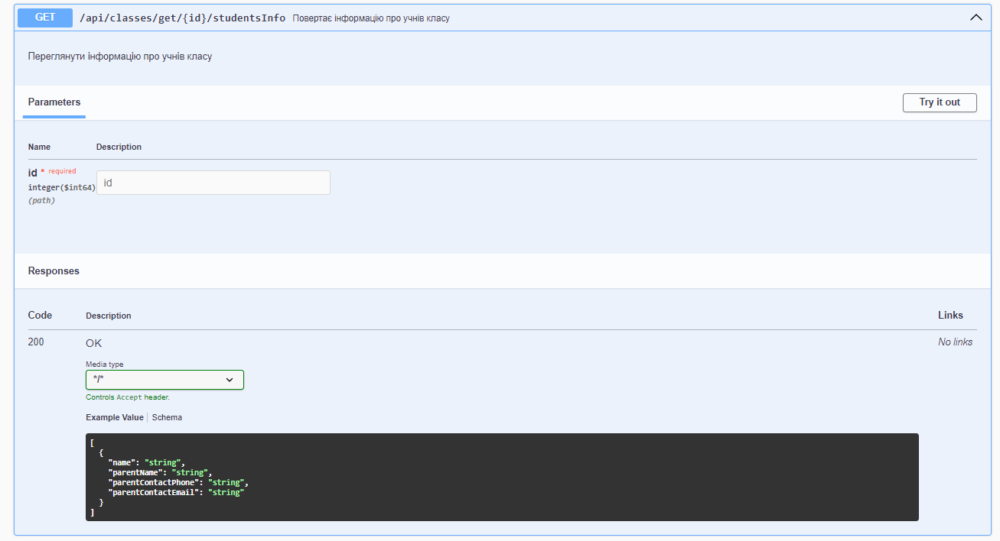 GET /api/classes/get/{id}/studentsInfo Повертає інформацію про учнів класу
Переглянути інформацію про учнів класу
Parameters Try it out
Name Description
id * required id
integer($int64)
(path)
Responses
Code Description Links
200 OK No links
Media type
*/*
Controls Accept header.
Example Value Schema
[
  {
    "name": "string",
    "parentName": "string",
    "parentContactPhone": "string",
    "parentContactEmail": "string"
  }
]